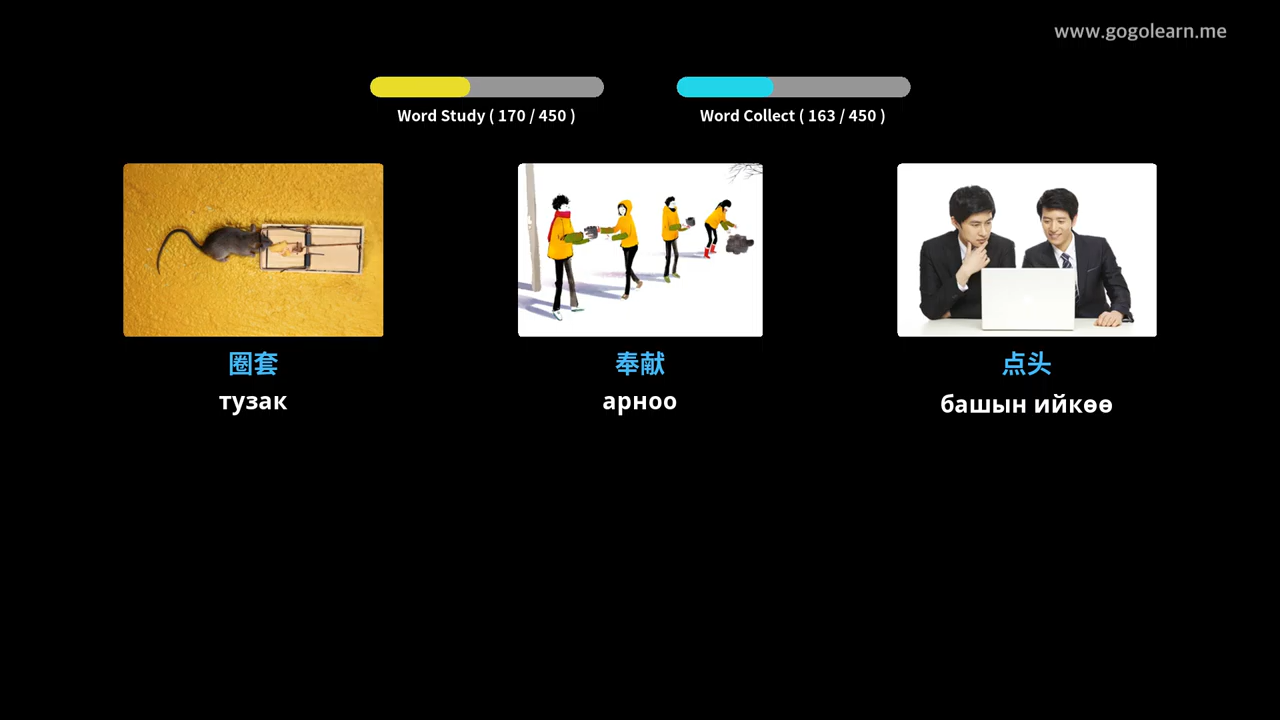 www.gogolearn.me
Word Study ( 170 / 450 )
Word Collect ( 163 / 450 )
圈套
奉献
点头
тузак
арноо
башын ийкөө